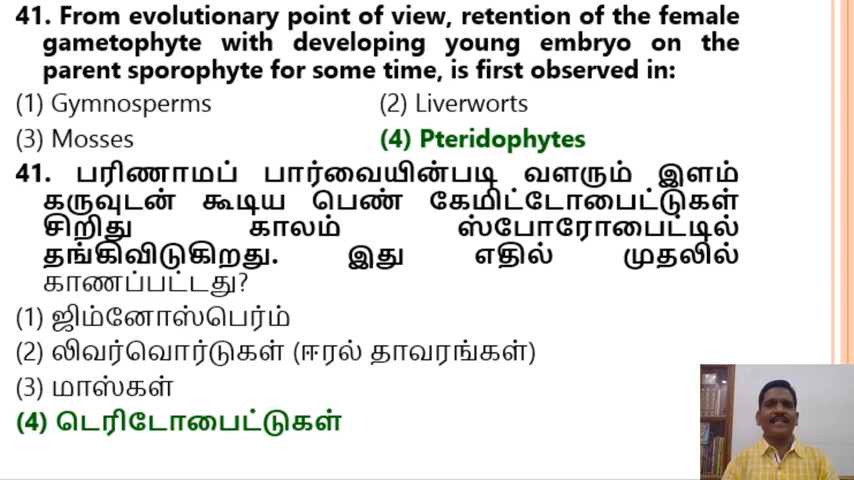 41. From evolutionary point of view, retention of the female
gametophyte with developing young embryo on the
parent sporophyte for some time, is first observed in:
(1) Gymnosperms (2) Liverworts
(3) Mosses (4) Pteridophytes
41. பரிணாமப் பார்வையின்படி வளரும் இளம்
கருவுடன் கூடிய பெண் கேமிட்டோபைட்டுகள்
சிறிது காலம் ஸ்போரோபைட்டில்
தங்கிவிடுகிறது. இது எதில் முதலில்
காணப்பட்டது?
(1) ஜிம்னோஸ்பெர்ம்
(2) லிவர்வொர்டுகள் (ஈரல் தாவரங்கள்)
(3) மாஸ்கள்
(4) டெரிடோபைட்டுகள்